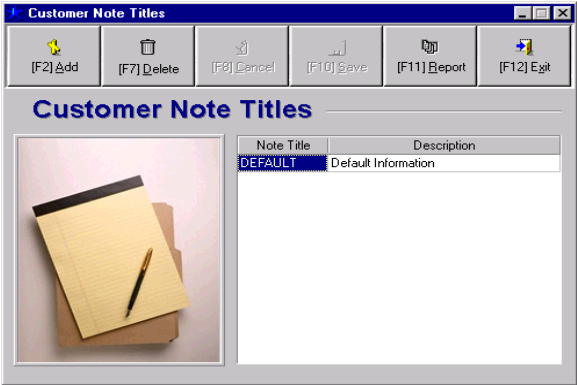 Customer Note Titles
[F2] Add
[F7] Delete
[F8] Cancel
[F10] Save
[F11] Report
[F12] Exit
Customer Note Titles
Note Title Description
DEFAULT Default Information